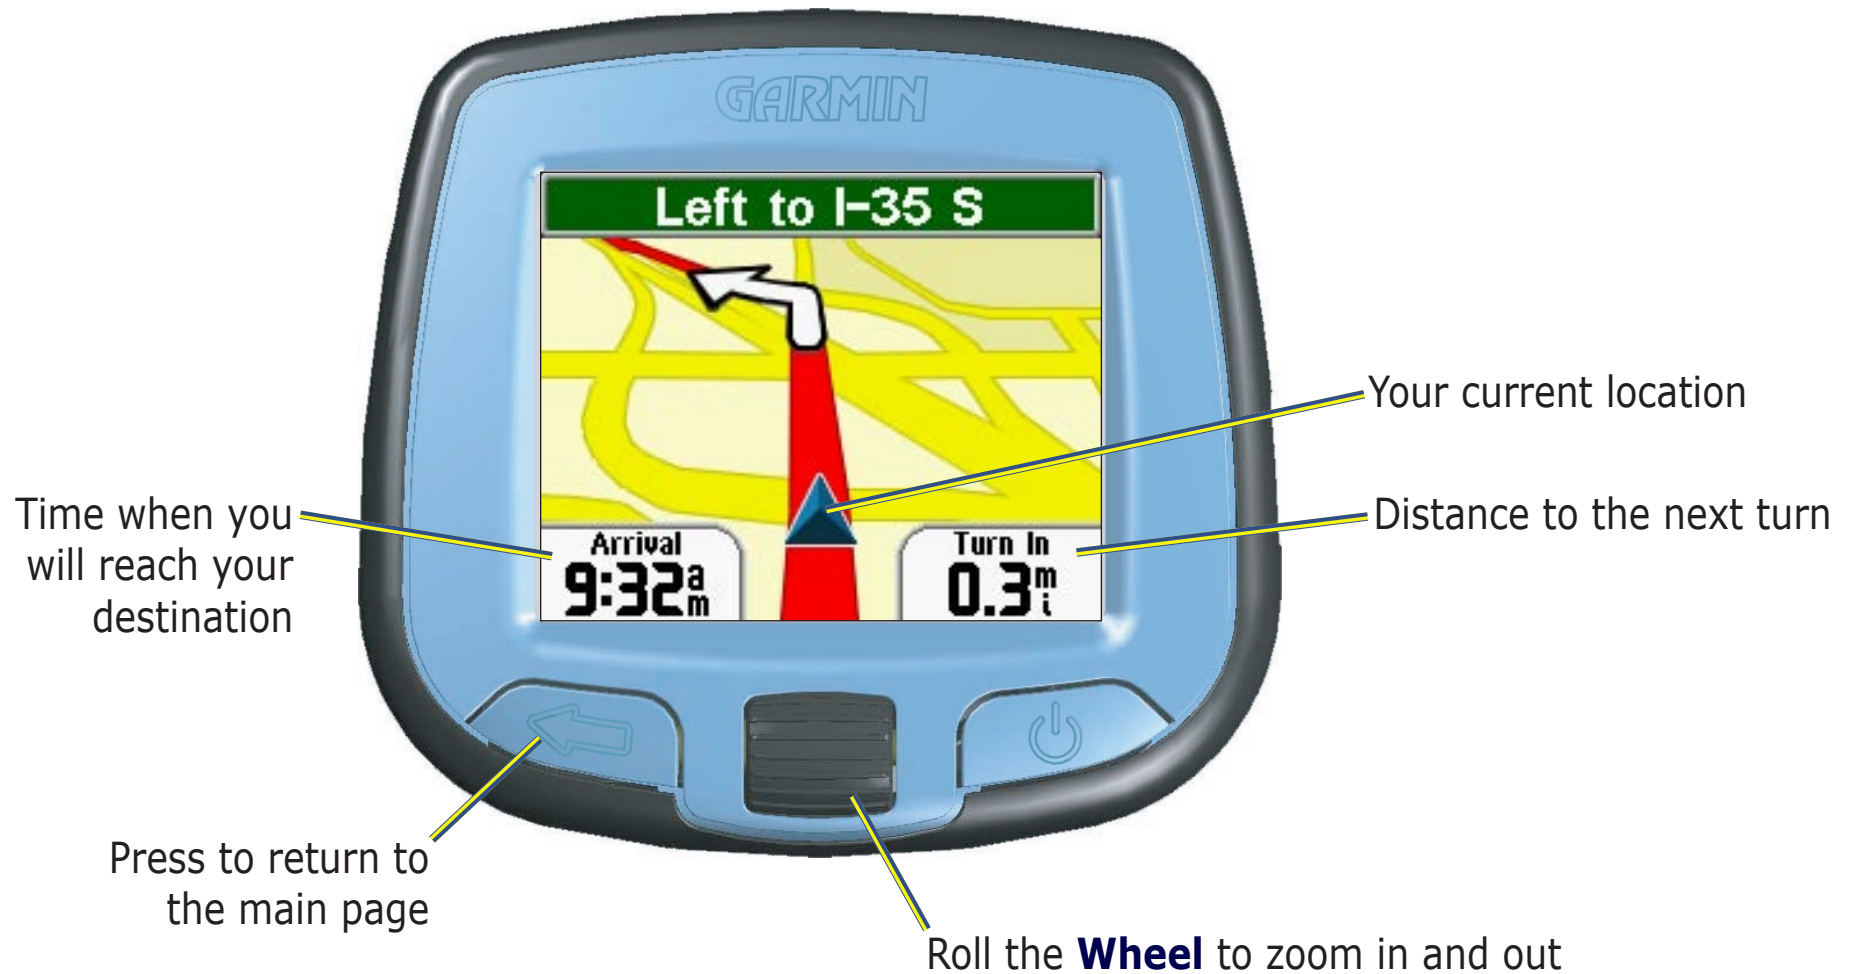 GARMIN
Left to I-35 S
Your current location
Time when you
will reach your
destination
Distance to the next turn
Arrival
9:32am
Turn In
0.3mi
Press to return to
the main page
Roll the Wheel to zoom in and out